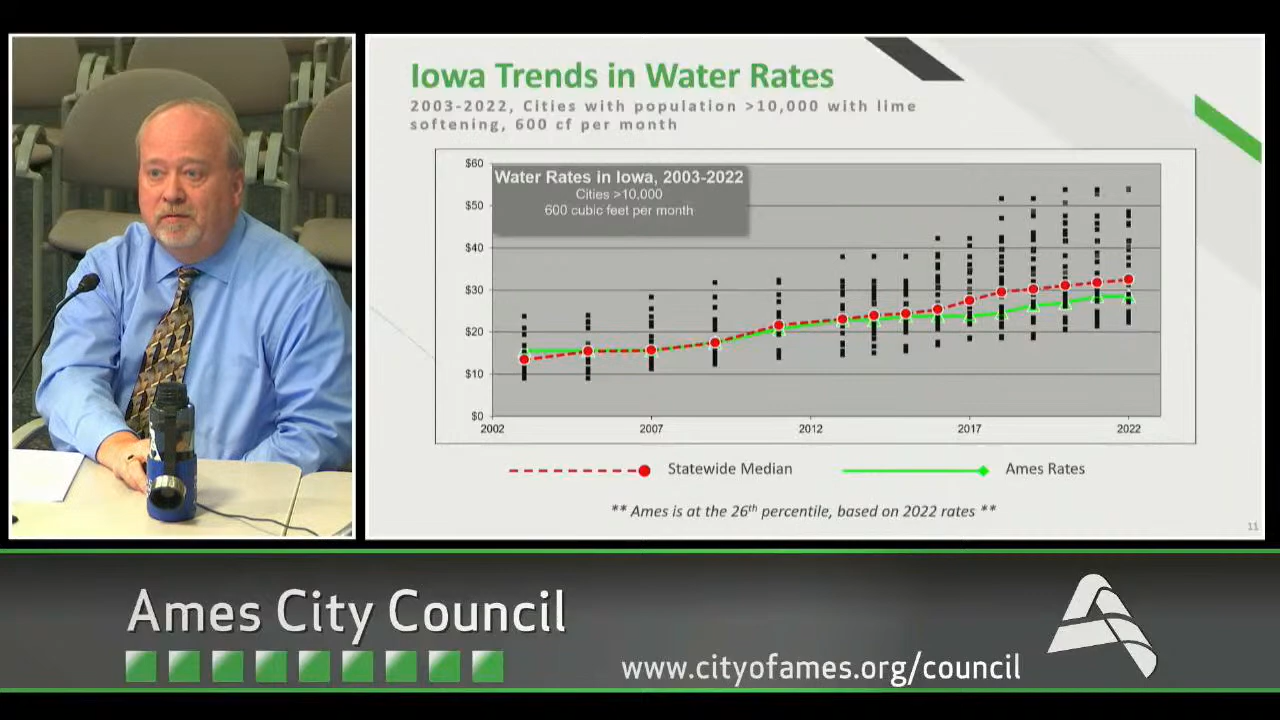 Iowa Trends in Water Rates
2003-2022, Cities with population >10,000 with lime
softening, 600 cf per month
Water Rates in Iowa, 2003-2022
Cities >10,000
600 cubic feet per month
$60
$50
$40
$30
$20
$10
$0
2002 2007 2012 2017 2022
Statewide Median Ames Rates
** Ames is at the 26th percentile, based on 2022 rates **
11
Ames City Council
www.cityofames.org/council